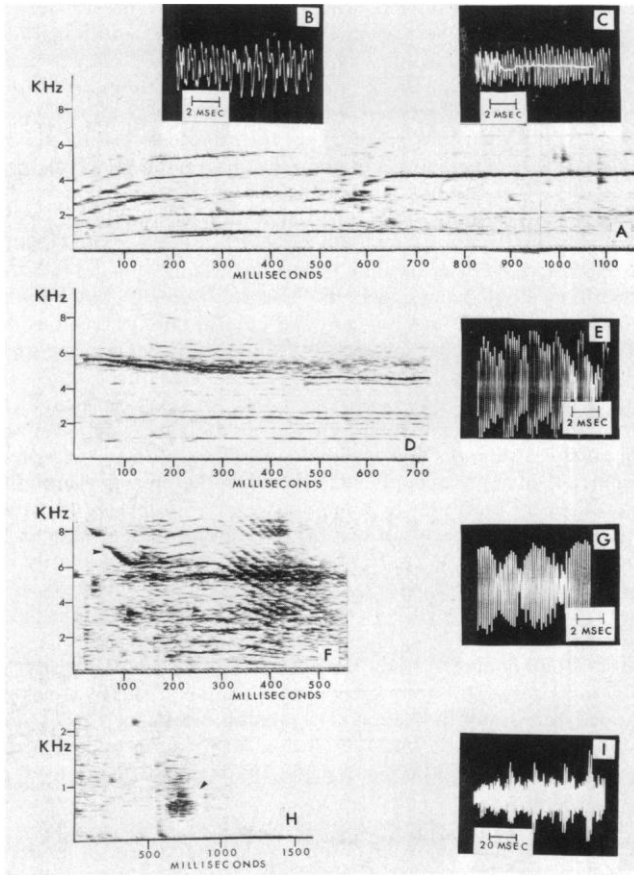 B
C
2 MSEC
2 MSEC
KHz
8
6
4
2
A
100 200 300 400 500 600 700 800 900 1000 1100
MILLISECONDS
KHz
8
6
4
2
D
E
2 MSEC
100 200 300 400 500 600 700
MILLISECONDS
KHz
8
6
4
2
F
G
2 MSEC
100 200 300 400 500
MILLISECONDS
KHz
2
1
H
I
20 MSEC
500 1000 1500
MILLISECONDS